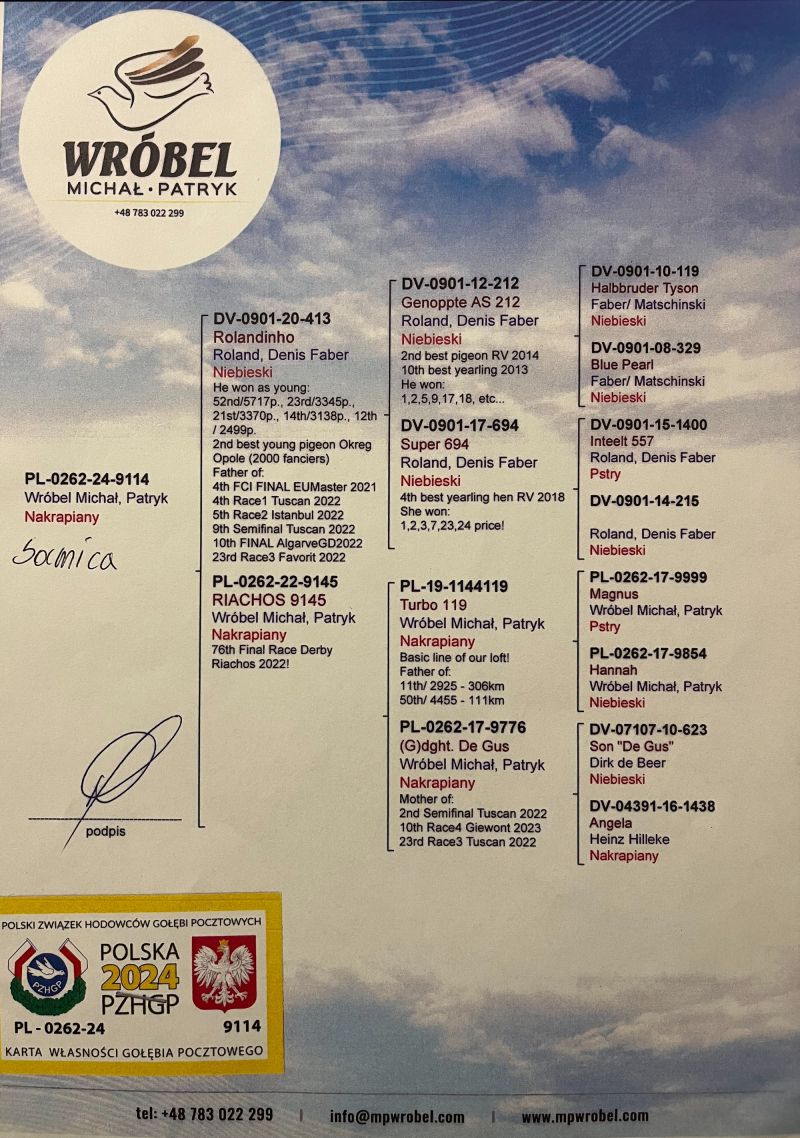 WRÓBEL
MICHAŁ • PATRYK
+48 783 022 299
PL-0262-24-9114
Wróbel Michał, Patryk
Nakrapiany
Samica
podpis
DV-0901-20-413
Rolandinho
Roland, Denis Faber
Niebieski
He won as young:
52nd/5717p., 23rd/3345p.,
21st/3370p., 14th/3138p., 12th
/ 2499p.
2nd best young pigeon Okreg
Opole (2000 fanciers)
Father of:
4th FCI FINAL EUMaster 2021
4th Race1 Tuscan 2022
5th Race2 Istanbul 2022
9th Semifinal Tuscan 2022
10th FINAL AlgarveGD2022
23rd Race3 Favorit 2022
PL-0262-22-9145
RIACHOS 9145
Wróbel Michał, Patryk
Nakrapiany
76th Final Race Derby
Riachos 2022!
DV-0901-12-212
Genoppte AS 212
Roland, Denis Faber
Niebieski
2nd best pigeon RV 2014
10th best yearling 2013
He won:
1,2,5,9,17,18, etc...
DV-0901-17-694
Super 694
Roland, Denis Faber
Niebieski
4th best yearling hen RV 2018
She won:
1,2,3,7,23,24 price!
PL-19-1144119
Turbo 119
Wróbel Michał, Patryk
Nakrapiany
Basic line of our loft!
Father of:
11th/ 2925 - 306km
50th/ 4455 - 111km
PL-0262-17-9776
(G)dght. De Gus
Wróbel Michał, Patryk
Nakrapiany
Mother of:
2nd Semifinal Tuscan 2022
10th Race4 Giewont 2023
23rd Race3 Tuscan 2022
DV-0901-10-119
Halbbruder Tyson
Faber/ Matschinski
Niebieski
DV-0901-08-329
Blue Pearl
Faber/ Matschinski
Niebieski
DV-0901-15-1400
Inteelt 557
Roland, Denis Faber
Pstry
DV-0901-14-215
Roland, Denis Faber
Niebieski
PL-0262-17-9999
Magnus
Wróbel Michał, Patryk
Pstry
PL-0262-17-9854
Hannah
Wróbel Michał, Patryk
Niebieski
DV-07107-10-623
Son "De Gus"
Dirk de Beer
Niebieski
DV-04391-16-1438
Angela
Heinz Hilleke
Nakrapiany
POLSKI ZWIĄZEK HODOWCÓW GOŁĘBI POCZTOWYCH
PZHGP
POLSKA
2024
PZHGP
PL - 0262-24 9114
KARTA WŁASNOŚCI GOŁĘBIA POCZTOWEGO
tel: +48 783 022 299 | info@mpwrobel.com | www.mpwrobel.com